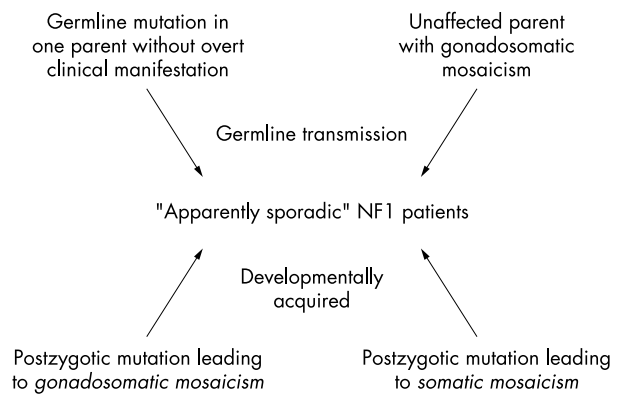 Germline mutation in
one parent without overt
clinical manifestation
Unaffected parent
with gonadosomatic
mosaicism
Germline transmission
"Apparently sporadic" NF1 patients
Developmentally
acquired
Postzygotic mutation leading
to gonadosomatic mosaicism
Postzygotic mutation leading
to somatic mosaicism